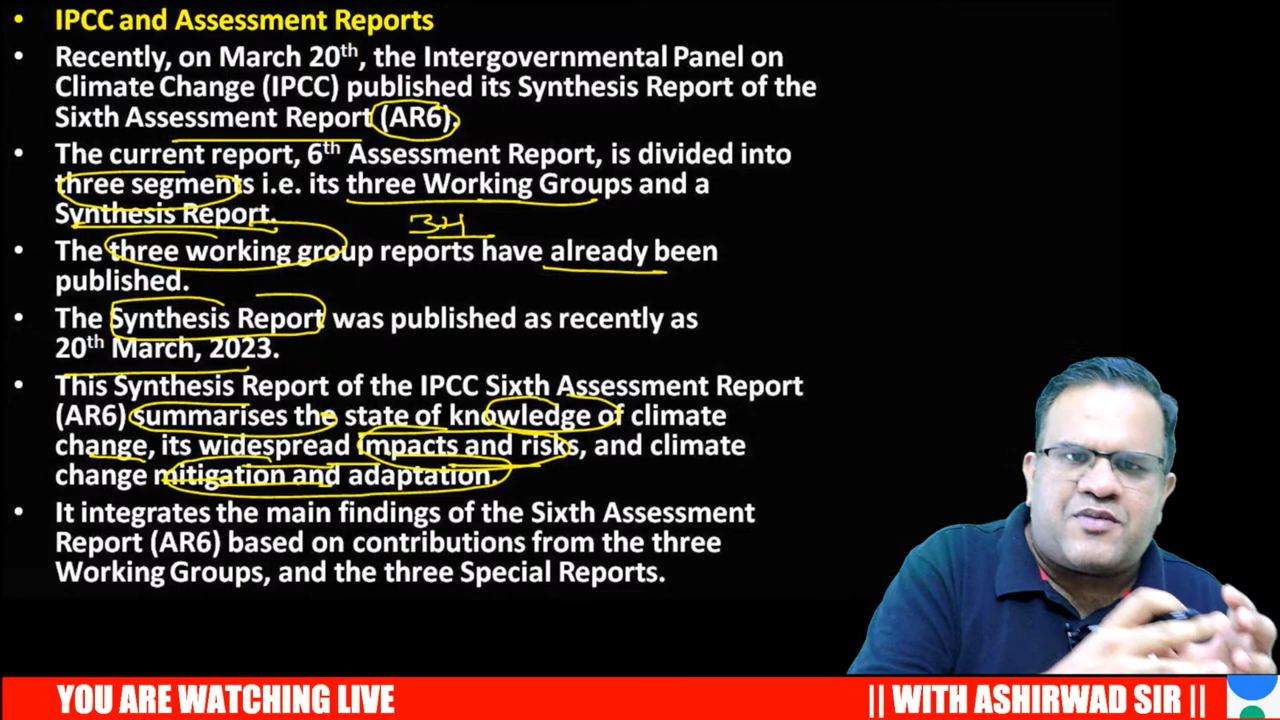 • IPCC and Assessment Reports
• Recently, on March 20th, the Intergovernmental Panel on
Climate Change (IPCC) published its Synthesis Report of the
Sixth Assessment Report (AR6).
• The current report, 6th Assessment Report, is divided into
three segments i.e. its three Working Groups and a
Synthesis Report.
• The three working group reports have already been
published.
• The Synthesis Report was published as recently as
20th March, 2023.
• This Synthesis Report of the IPCC Sixth Assessment Report
(AR6) summarises the state of knowledge of climate
change, its widespread impacts and risks, and climate
change mitigation and adaptation.
• It integrates the main findings of the Sixth Assessment
Report (AR6) based on contributions from the three
Working Groups, and the three Special Reports.
YOU ARE WATCHING LIVE || WITH ASHIRWAD SIR ||